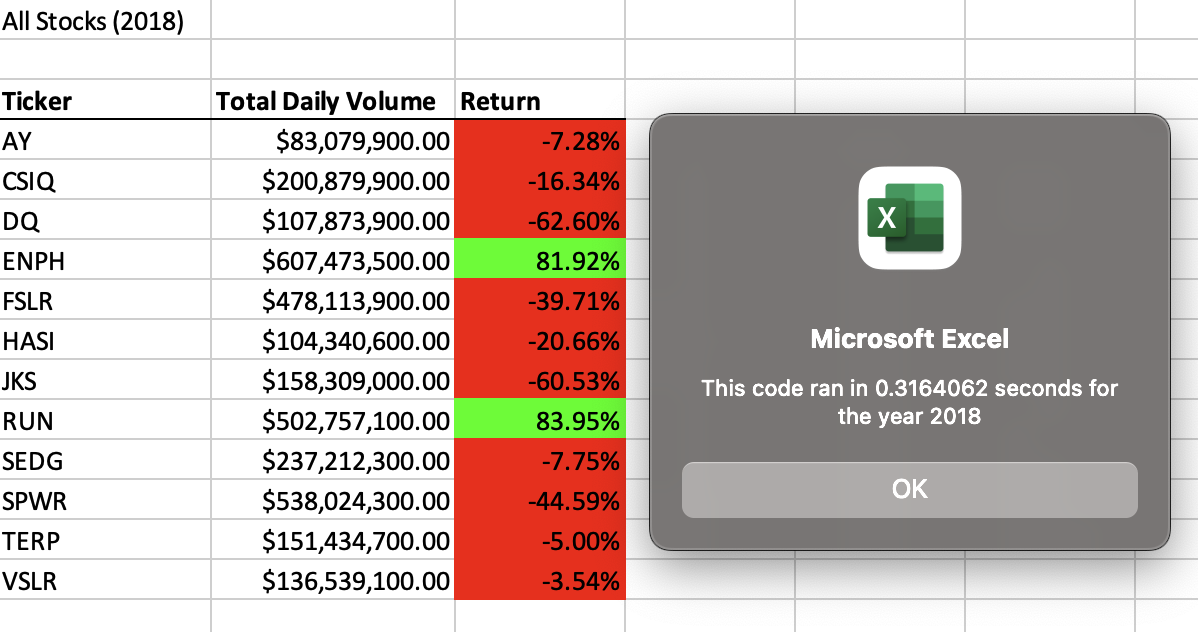 All Stocks (2018)
Ticker Total Daily Volume Return
AY $83,079,900.00 -7.28%
CSIQ $200,879,900.00 -16.34%
DQ $107,873,900.00 -62.60%
ENPH $607,473,500.00 81.92%
FSLR $478,113,900.00 -39.71%
HASI $104,340,600.00 -20.66%
JKS $158,309,000.00 -60.53%
RUN $502,757,100.00 83.95%
SEDG $237,212,300.00 -7.75%
SPWR $538,024,300.00 -44.59%
TERP $151,434,700.00 -5.00%
VSLR $136,539,100.00 -3.54%
X
Microsoft Excel
This code ran in 0.3164062 seconds for
the year 2018
OK